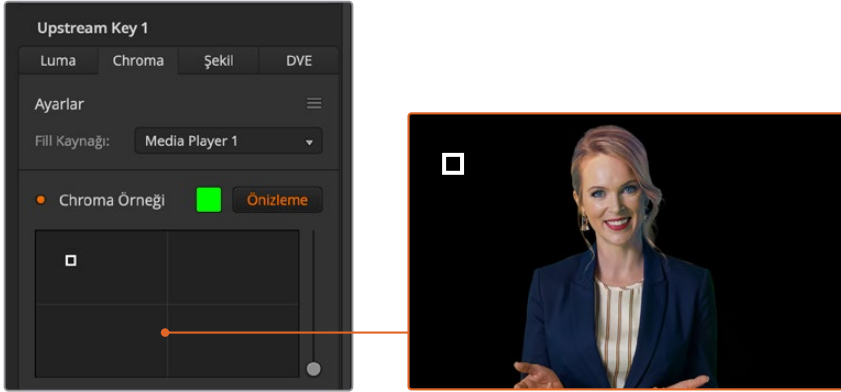 Upstream Key 1
Luma Chroma Şekil DVE
Ayarlar
Fill Kaynağı: Media Player 1
Chroma Örneği Önizleme